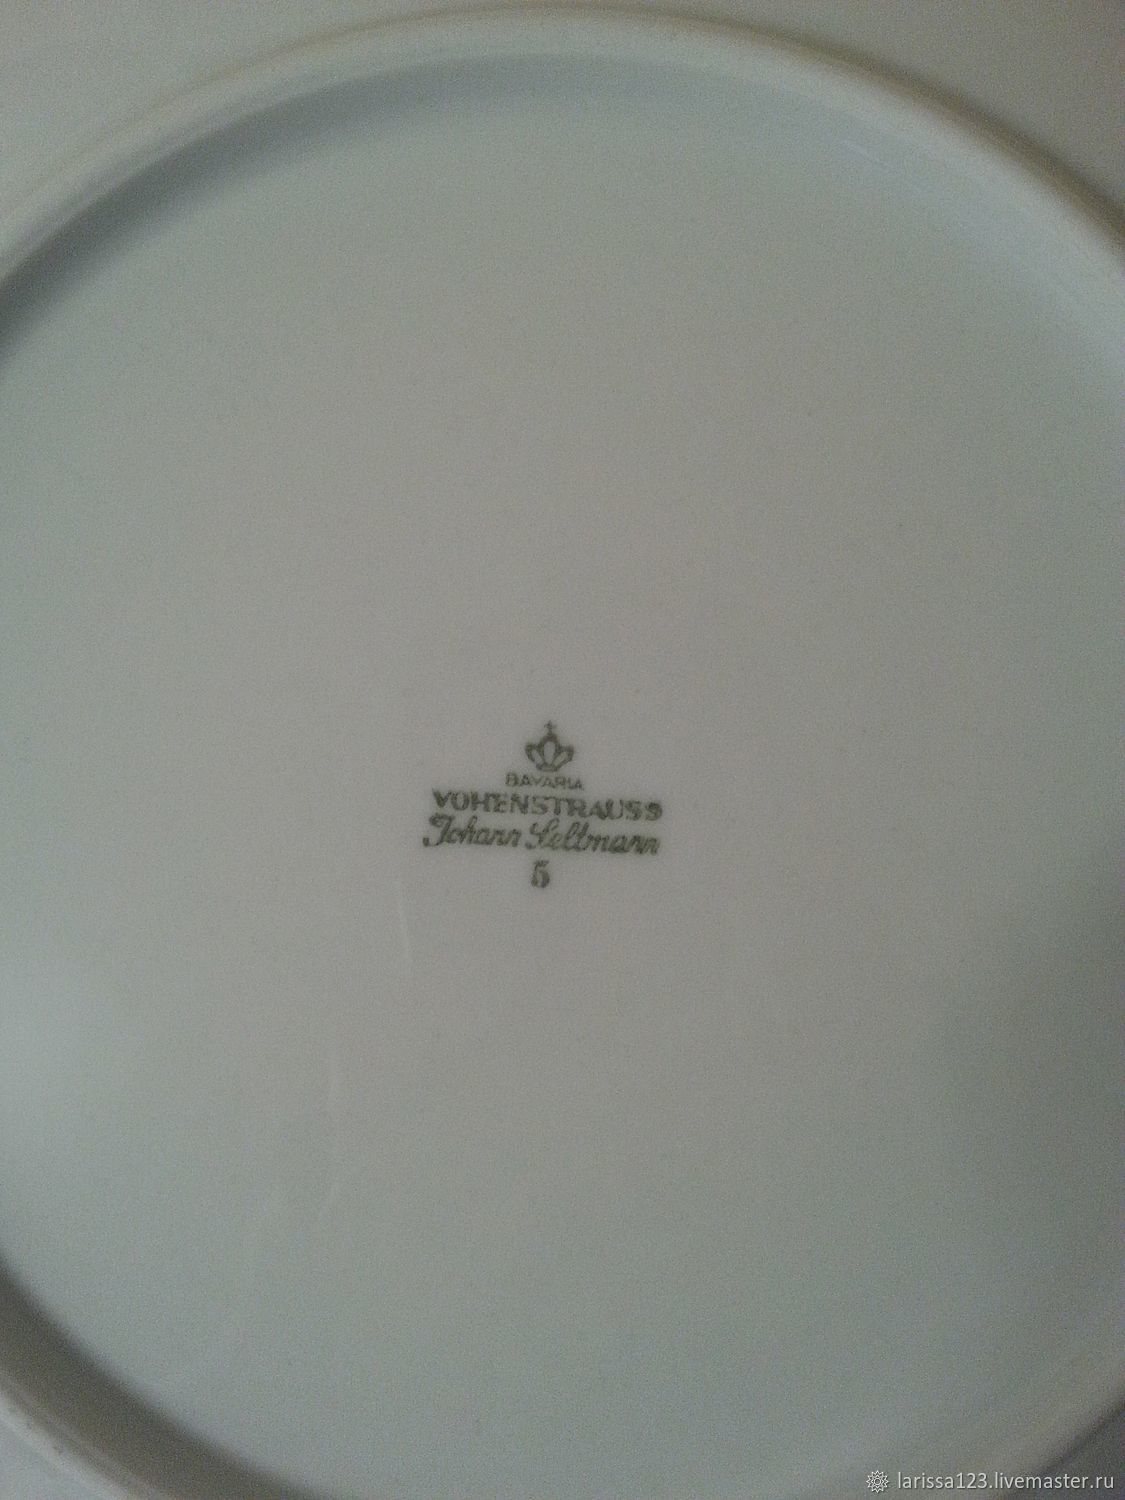 BAVARIA
VOHENSTRAUSS
Johann Seltmann
5
larissa123.livemaster.ru